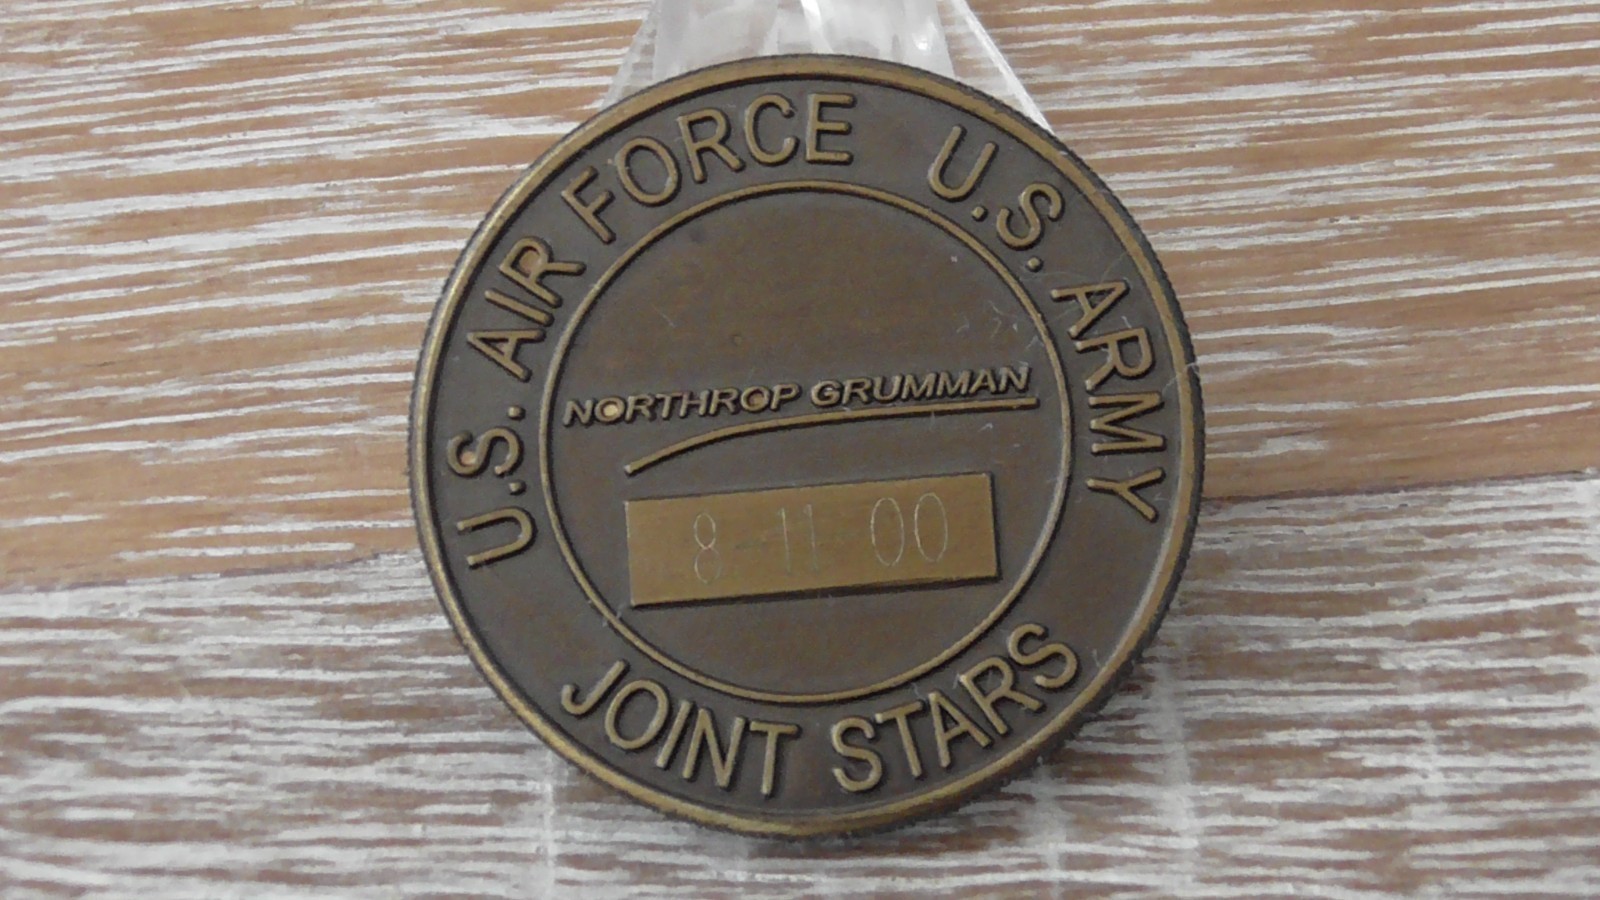 U.S. AIR FORCE U.S. ARMY
NORTHROP GRUMMAN
8-11-00
JOINT STARS